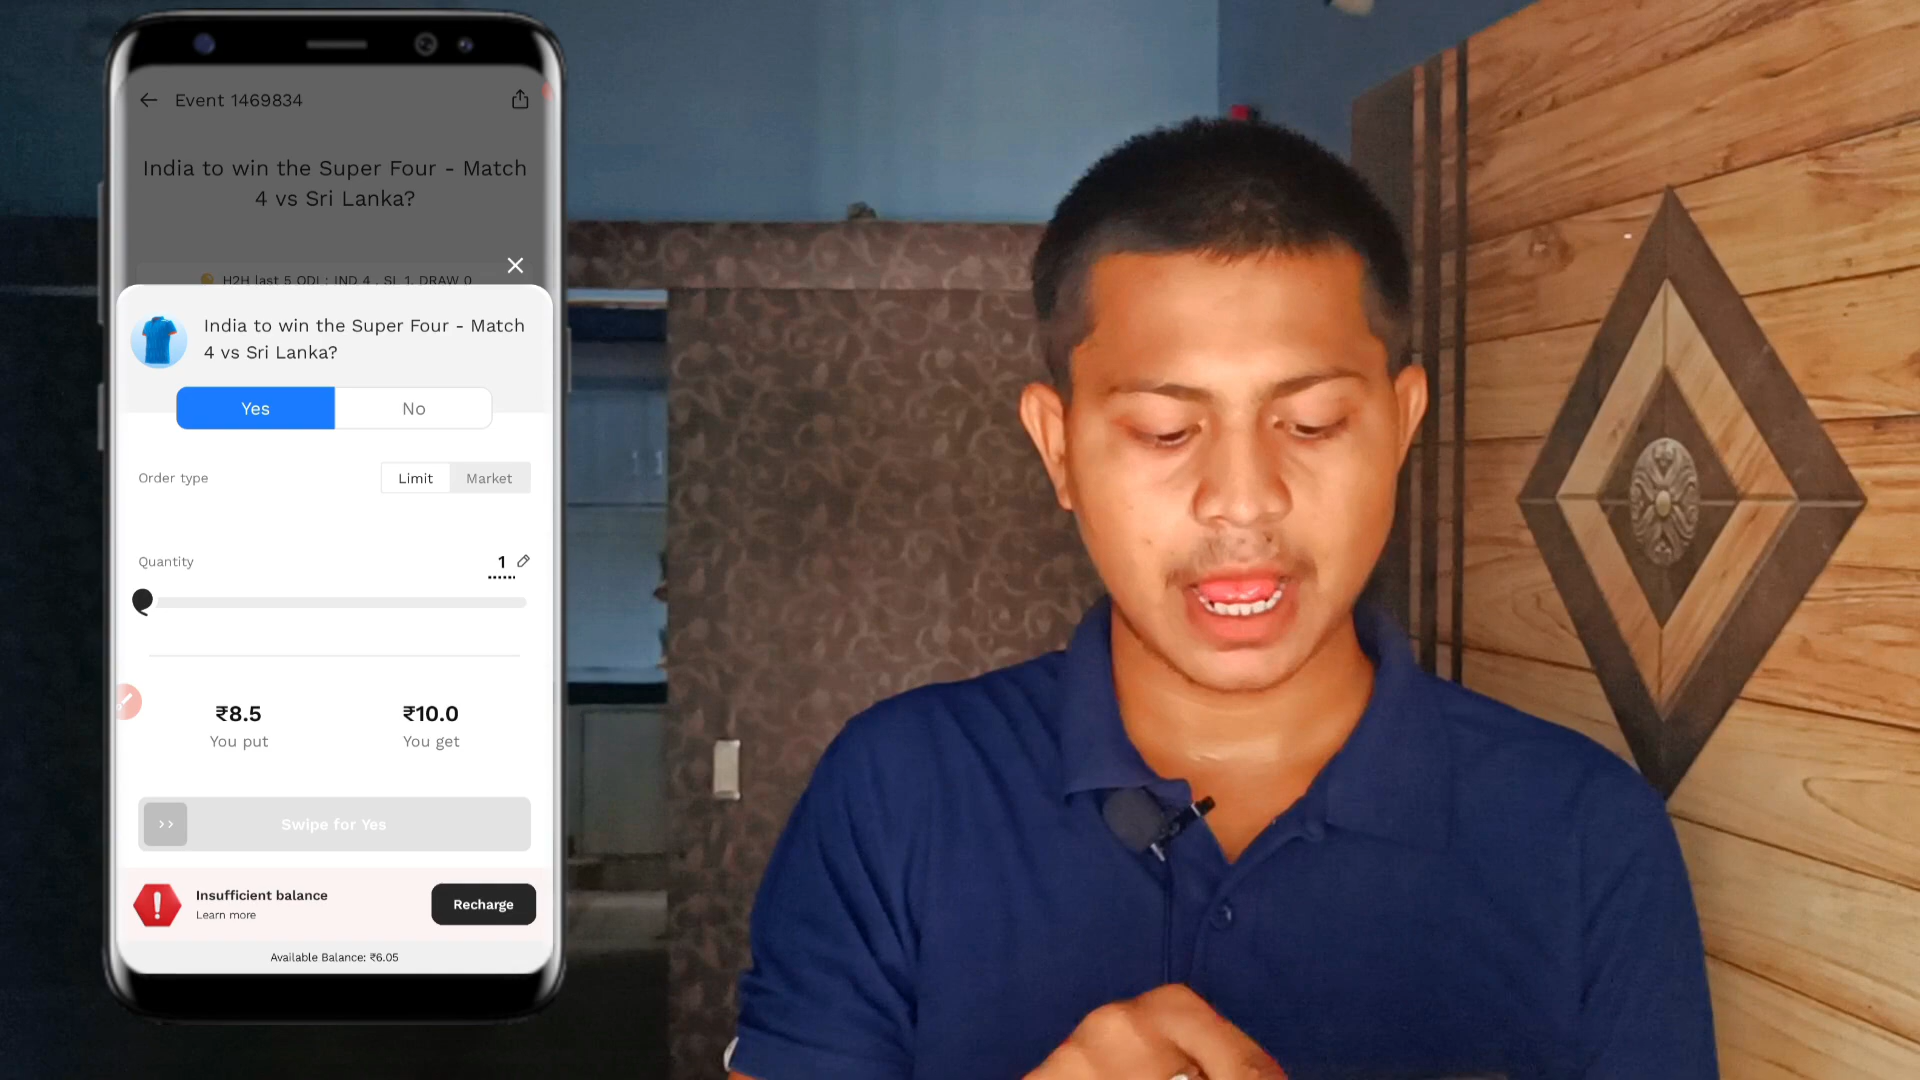 Event 1469834
India to win the Super Four - Match
4 vs Sri Lanka?
H2H last 5 ODI : IND 4 , SL 1, DRAW 0
India to win the Super Four - Match
4 vs Sri Lanka?
Yes
No
Order type
Limit
Market
Quantity
1
₹8.5
₹10.0
You put
You get
>>
Swipe for Yes
Insufficient balance
Learn more
Recharge
Available Balance: ₹6.05